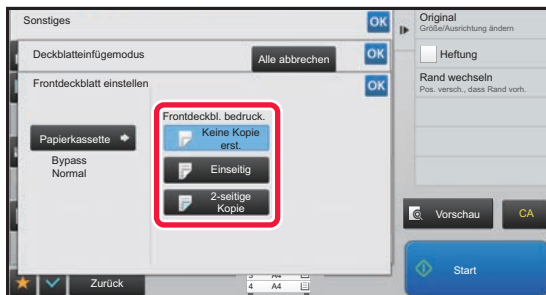 Sonstiges
OK
Deckblatteinfügemodus
Alle abbrechen
OK
Frontdeckblatt einstellen
OK
Papierkassette
Bypass
Normal
Frontdeckbl. bedruck.
Keine Kopie
erst.
Einseitig
2-seitige
Kopie
Zurück
3 A4
4 A4
Original
Größe/Ausrichtung ändern
Heftung
Rand wechseln
Pos. versch., dass Rand vorh.
Vorschau
CA
Start